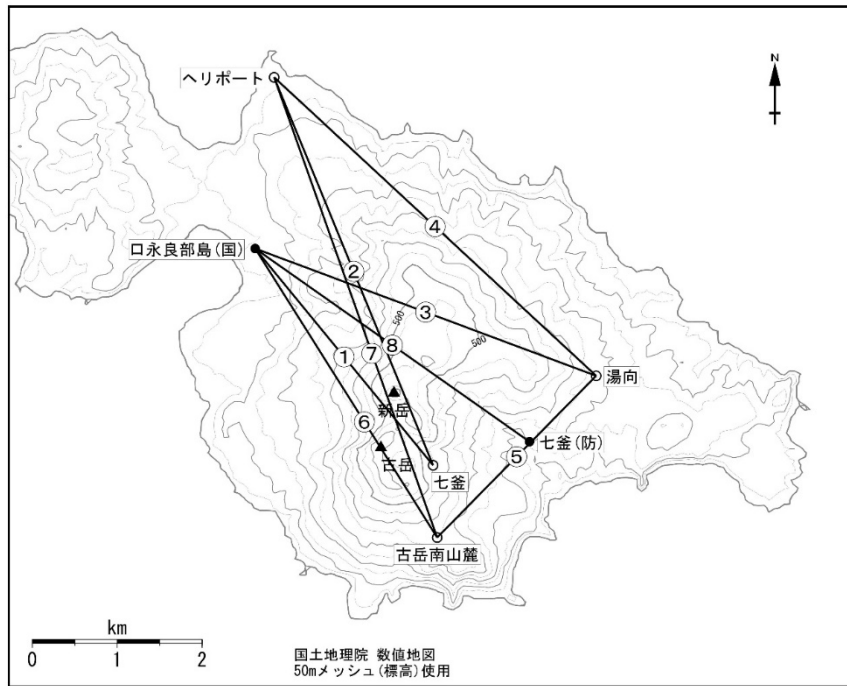 ヘリポート
N
④
口永良部島(国)
②
③
500
500
①
⑦
⑧
湯向
新岳
⑥
七釜(防)
古岳
⑤
七釜
古岳南山麓
km
0 1 2
国土地理院 数値地図
50mメッシュ(標高)使用